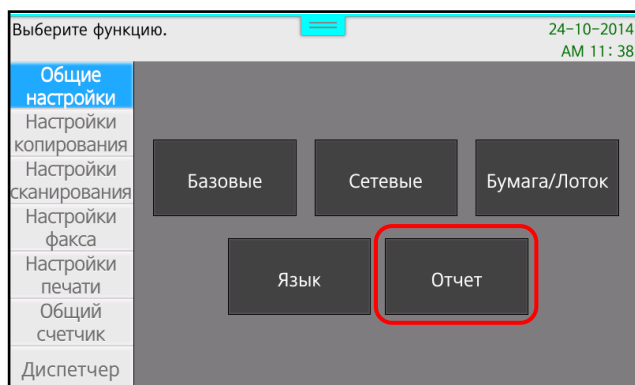 Выберите функцию.
24-10-2014
AM 11:38
Общие
настройки
Настройки
копирования
Настройки
сканирования
Настройки
факса
Настройки
печати
Общий
счетчик
Диспетчер
Базовые
Сетевые
Бумага/Лоток
Язык
Отчет